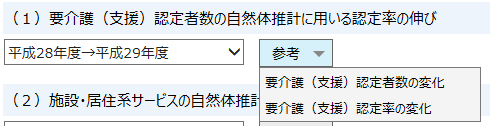 （１）要介護（支援）認定者数の自然体推計に用いる認定率の伸び
平成28年度→平成29年度
参考
要介護（支援）認定者数の変化
要介護（支援）認定率の変化
（２）施設・居住系サービスの自然体推計